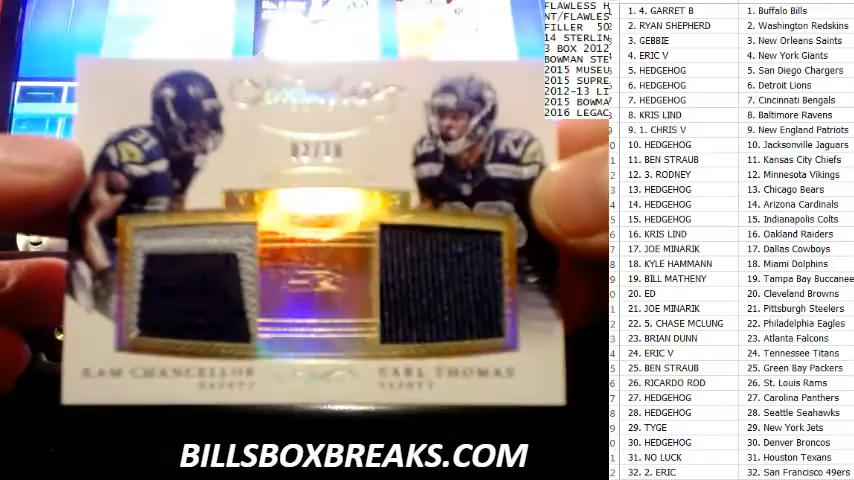 FLAWLESS H
NT/FLAWLES
FILLER 50
14 STERLIN
3 BOX 2012
BOWMAN STE
2015 MUSEU
2015 SUPRE
2012-13 LI
2015 BOWMA
2016 LEGAC
1. 4. GARRET B 1. Buffalo Bills
2. RYAN SHEPHERD 2. Washington Redskins
3. GEBBIE 3. New Orleans Saints
4. ERIC V 4. New York Giants
5. HEDGEHOG 5. San Diego Chargers
6. HEDGEHOG 6. Detroit Lions
7. HEDGEHOG 7. Cincinnati Bengals
8. KRIS LIND 8. Baltimore Ravens
9. 1. CHRIS V 9. New England Patriots
10. HEDGEHOG 10. Jacksonville Jaguars
11. BEN STRAUB 11. Kansas City Chiefs
12. 3. RODNEY 12. Minnesota Vikings
13. HEDGEHOG 13. Chicago Bears
14. HEDGEHOG 14. Arizona Cardinals
15. HEDGEHOG 15. Indianapolis Colts
16. KRIS LIND 16. Oakland Raiders
17. JOE MINARIK 17. Dallas Cowboys
18. KYLE HAMMANN 18. Miami Dolphins
19. BILL MATHENY 19. Tampa Bay Buccanee
20. ED 20. Cleveland Browns
21. JOE MINARIK 21. Pittsburgh Steelers
22. 5. CHASE MCLUNG 22. Philadelphia Eagles
23. BRIAN DUNN 23. Atlanta Falcons
24. ERIC V 24. Tennessee Titans
25. BEN STRAUB 25. Green Bay Packers
26. RICARDO ROD 26. St. Louis Rams
27. HEDGEHOG 27. Carolina Panthers
28. HEDGEHOG 28. Seattle Seahawks
29. TYGE 29. New York Jets
30. HEDGEHOG 30. Denver Broncos
31. NO LUCK 31. Houston Texans
32. 2. ERIC 32. San Francisco 49ers
31
29
KAM CHANCELLOR EARL THOMAS
SAFETY SAFETY
BILLSBOXBREAKS.COM